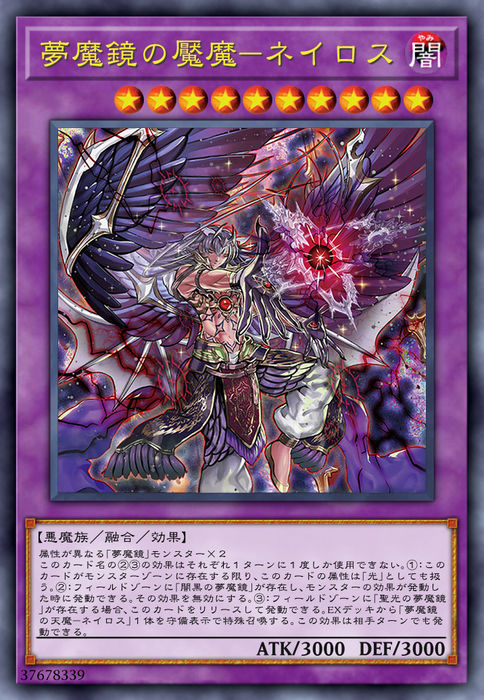 夢魔鏡の魘魔－ネイロス
やみ
闇
【悪魔族／融合／効果】
属性が異なる「夢魔鏡」モンスター×２
このカード名の②③の効果はそれぞれ１ターンに１度しか使用できない。①：この
カードがモンスターゾーンに存在する限り、このカードの属性は「光」としても扱
う。②：フィールドゾーンに「闇黒の夢魔鏡」が存在し、モンスターの効果が発動し
た時に発動できる。その効果を無効にする。③：フィールドゾーンに「聖光の夢魔鏡」
が存在する場合、このカードをリリースして発動できる。EXデッキから「夢魔鏡
の天魔－ネイロス」１体を守備表示で特殊召喚する。この効果は相手ターンでも発
動できる。
ATK/3000 DEF/3000
37678339